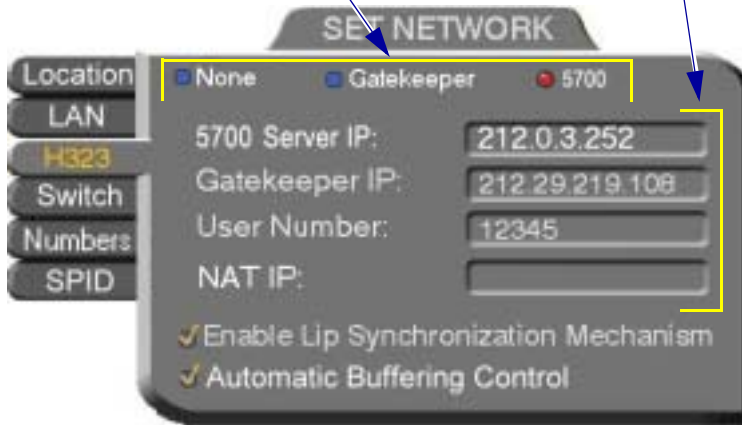 SET NETWORK
Location
LAN
H323
Switch
Numbers
SPID
None Gatekeeper 5700
5700 Server IP: 212.0.3.252
Gatekeeper IP: 212.29.219.108
User Number: 12345
NAT IP:
Enable Lip Synchronization Mechanism
Automatic Buffering Control